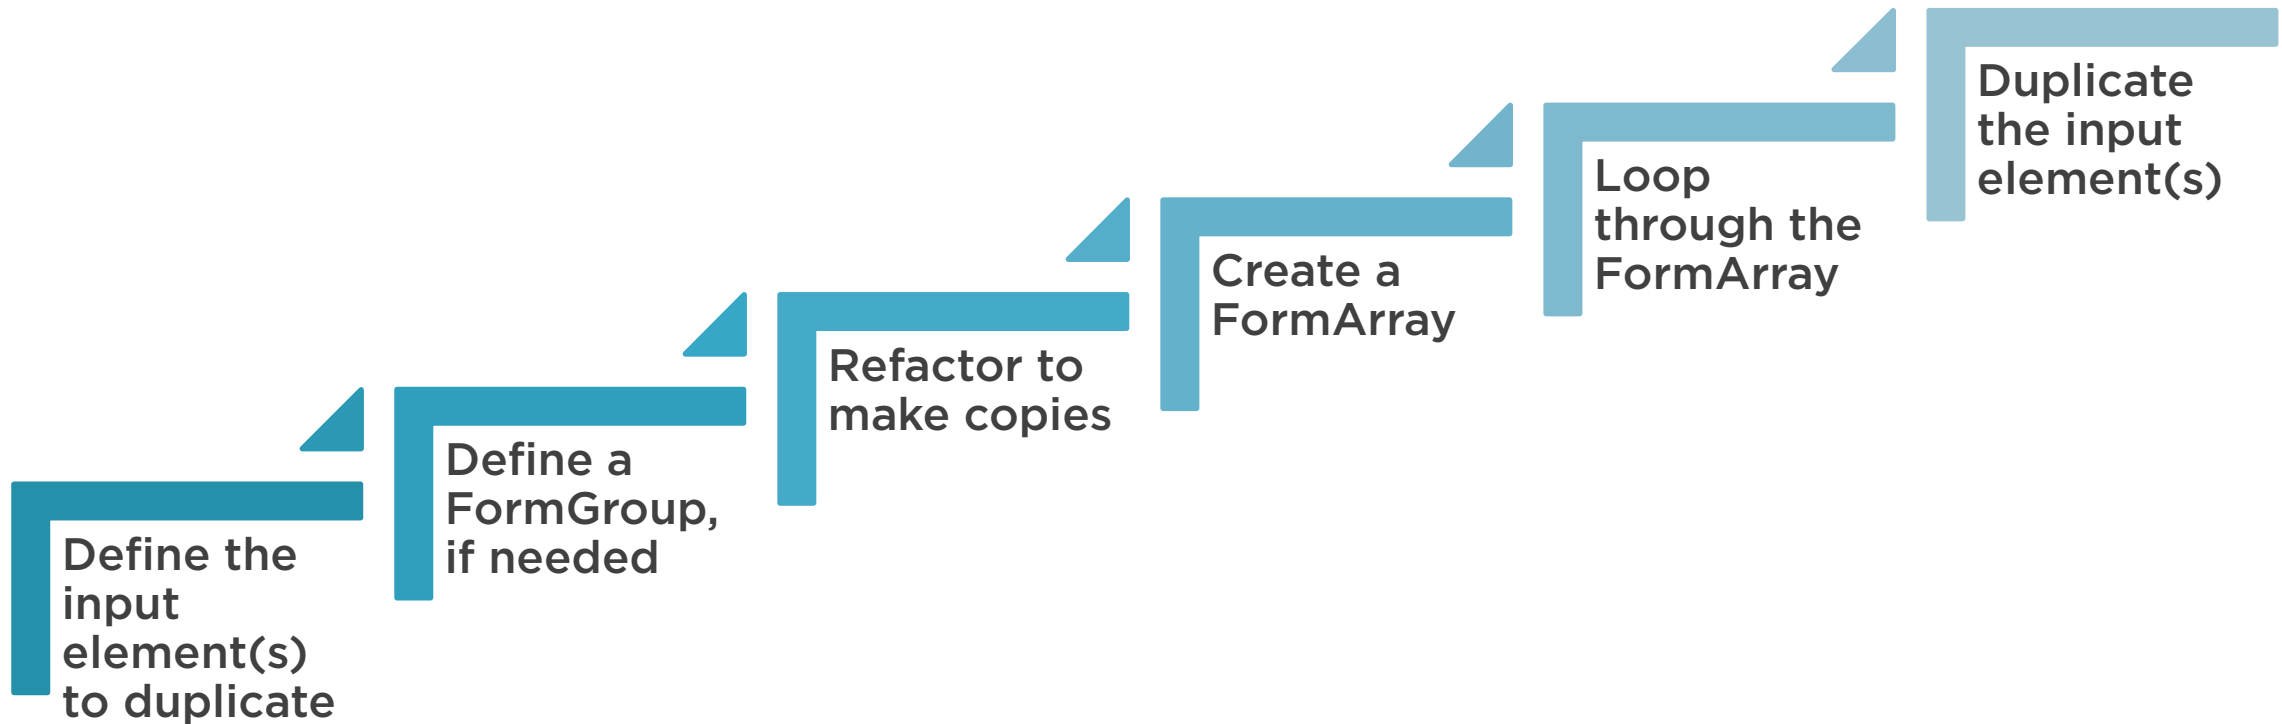 Define the
input
element(s)
to duplicate
Define a
FormGroup,
if needed
Refactor to
make copies
Create a
FormArray
Loop
through the
FormArray
Duplicate
the input
element(s)